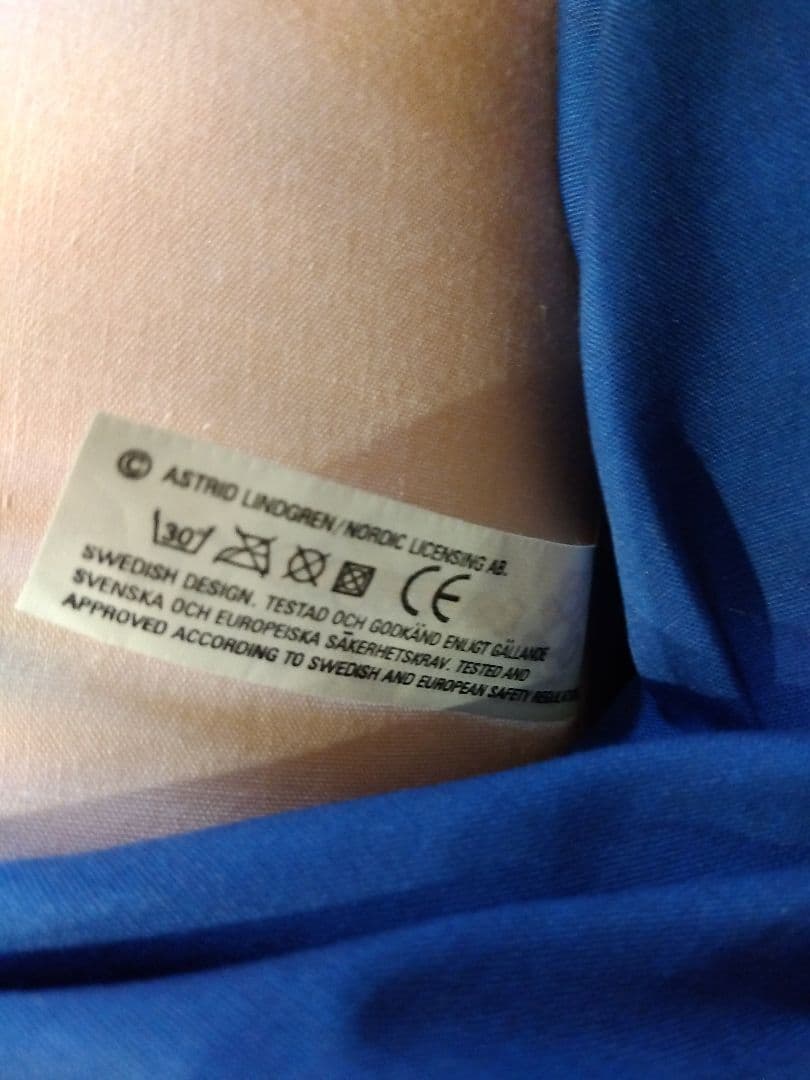 © ASTRID LINDGREN/NORDIC LICENSING AB.
30 CE
SWEDISH DESIGN. TESTAD OCH GODKÄND ENLIGT GÄLLANDE
SVENSKA OCH EUROPEISKA SÄKERHETSKRAV. TESTED AND
APPROVED ACCORDING TO SWEDISH AND EUROPEAN SAFETY